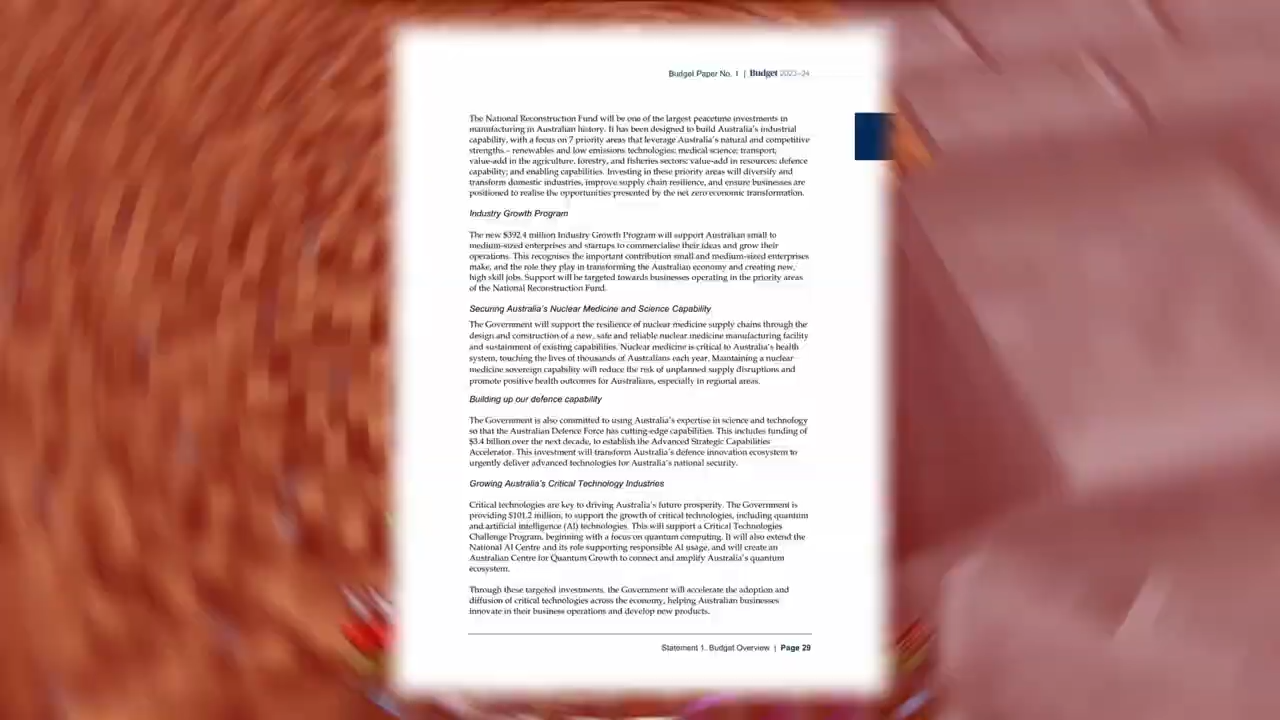 Budget Paper No. 1 | Budget 2023–24
The National Reconstruction Fund will be one of the largest peacetime investments in
manufacturing in Australian history. It has been designed to build Australia's industrial
capability, with a focus on 7 priority areas that leverage Australia's natural and competitive
strengths – renewables and low emissions technologies; medical science; transport;
value-add in the agriculture, forestry, and fisheries sectors; value-add in resources; defence
capability; and enabling capabilities. Investing in these priority areas will diversify and
transform domestic industries, improve supply chain resilience, and ensure businesses are
positioned to realise the opportunities presented by the net zero economic transformation.
Industry Growth Program
The new $392.4 million Industry Growth Program will support Australian small to
medium-sized enterprises and startups to commercialise their ideas and grow their
operations. This recognises the important contribution small and medium-sized enterprises
make, and the role they play in transforming the Australian economy and creating new,
high skill jobs. Support will be targeted towards businesses operating in the priority areas
of the National Reconstruction Fund.
Securing Australia's Nuclear Medicine and Science Capability
The Government will support the resilience of nuclear medicine supply chains through the
design and construction of a new, safe and reliable nuclear medicine manufacturing facility
and sustainment of existing capabilities. Nuclear medicine is critical to Australia's health
system, touching the lives of thousands of Australians each year. Maintaining a nuclear
medicine sovereign capability will reduce the risk of unplanned supply disruptions and
promote positive health outcomes for Australians, especially in regional areas.
Building up our defence capability
The Government is also committed to using Australia's expertise in science and technology
so that the Australian Defence Force has cutting-edge capabilities. This includes funding of
$3.4 billion over the next decade, to establish the Advanced Strategic Capabilities
Accelerator. This investment will transform Australia's defence innovation ecosystem to
urgently deliver advanced technologies for Australia's national security.
Growing Australia's Critical Technology Industries
Critical technologies are key to driving Australia's future prosperity. The Government is
providing $101.2 million, to support the growth of critical technologies, including quantum
and artificial intelligence (AI) technologies. This will support a Critical Technologies
Challenge Program, beginning with a focus on quantum computing. It will also extend the
National AI Centre and its role supporting responsible AI usage, and will create an
Australian Centre for Quantum Growth to connect and amplify Australia's quantum
ecosystem.
Through these targeted investments, the Government will accelerate the adoption and
diffusion of critical technologies across the economy, helping Australian businesses
innovate in their business operations and develop new products.
Statement 1: Budget Overview | Page 29